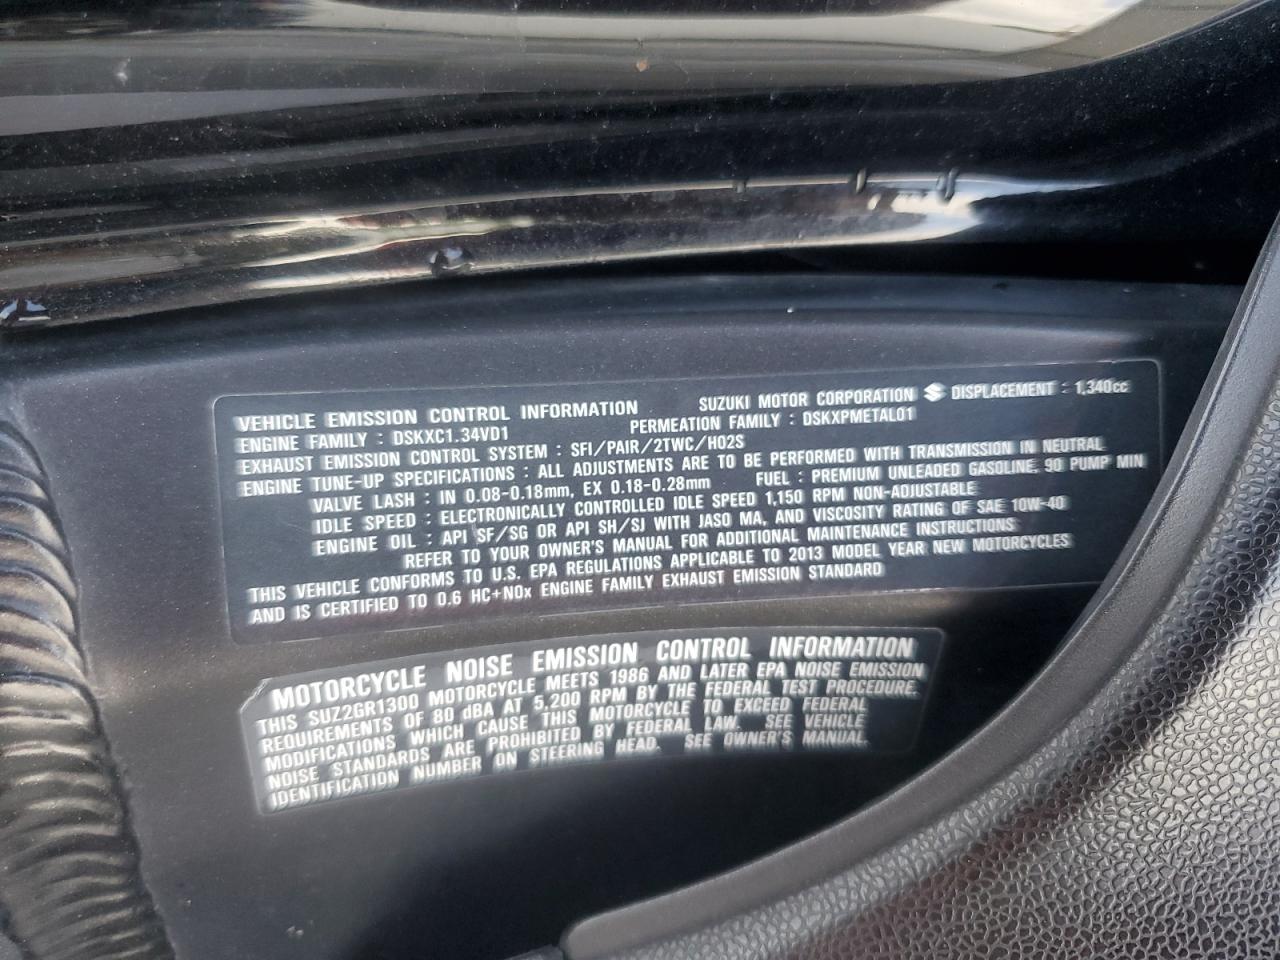 VEHICLE EMISSION CONTROL INFORMATION SUZUKI MOTOR CORPORATION DISPLACEMENT : 1,340cc
ENGINE FAMILY : DSKXC1.34VD1 PERMEATION FAMILY : DSKXPMETAL01
EXHAUST EMISSION CONTROL SYSTEM : SFI/PAIR/2TWC/HO2S
ENGINE TUNE-UP SPECIFICATIONS : ALL ADJUSTMENTS ARE TO BE PERFORMED WITH TRANSMISSION IN NEUTRAL
VALVE LASH : IN 0.08-0.18mm, EX 0.18-0.28mm FUEL : PREMIUM UNLEADED GASOLINE, 90 PUMP MIN
IDLE SPEED : ELECTRONICALLY CONTROLLED IDLE SPEED 1,150 RPM NON-ADJUSTABLE
ENGINE OIL : API SF/SG OR API SH/SJ WITH JASO MA, AND VISCOSITY RATING OF SAE 10W-40
REFER TO YOUR OWNER'S MANUAL FOR ADDITIONAL MAINTENANCE INSTRUCTIONS
THIS VEHICLE CONFORMS TO U.S. EPA REGULATIONS APPLICABLE TO 2013 MODEL YEAR NEW MOTORCYCLES
AND IS CERTIFIED TO 0.6 HC+NOx ENGINE FAMILY EXHAUST EMISSION STANDARD
MOTORCYCLE NOISE EMISSION CONTROL INFORMATION
THIS SUZ2GR1300 MOTORCYCLE MEETS 1986 AND LATER EPA NOISE EMISSION
REQUIREMENTS OF 80 dBA AT 5,200 RPM BY THE FEDERAL TEST PROCEDURE.
MODIFICATIONS WHICH CAUSE THIS MOTORCYCLE TO EXCEED FEDERAL
NOISE STANDARDS ARE PROHIBITED BY FEDERAL LAW. SEE VEHICLE
IDENTIFICATION NUMBER ON STEERING HEAD. SEE OWNER'S MANUAL.